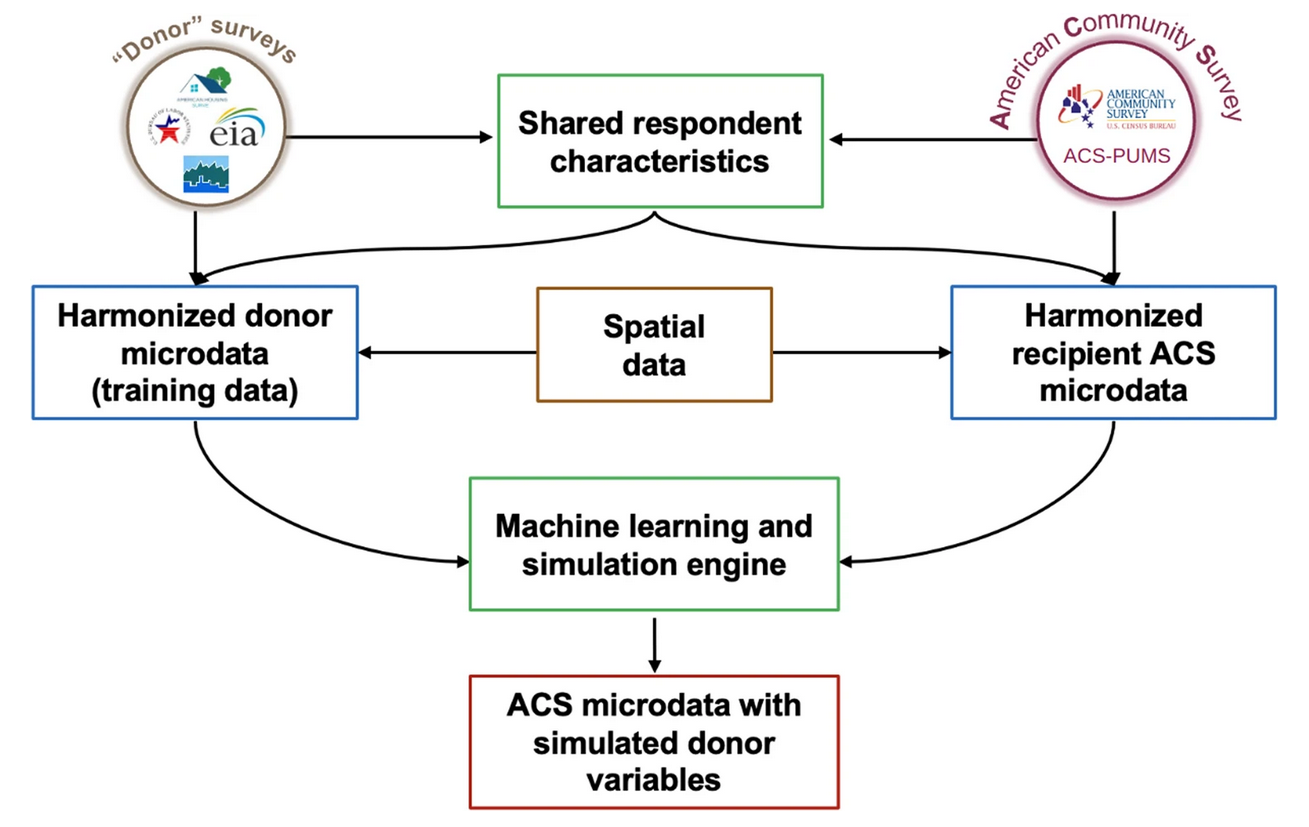 “Donor” surveys
American Community Survey
AMERICAN HOUSING
SURVEY
U.S. BUREAU OF LABOR STATISTICS
eia
AMERICAN
COMMUNITY
SURVEY
U.S. CENSUS BUREAU
ACS-PUMS
Shared respondent
characteristics
Harmonized donor
microdata
(training data)
Spatial
data
Harmonized
recipient ACS
microdata
Machine learning and
simulation engine
ACS microdata with
simulated donor
variables